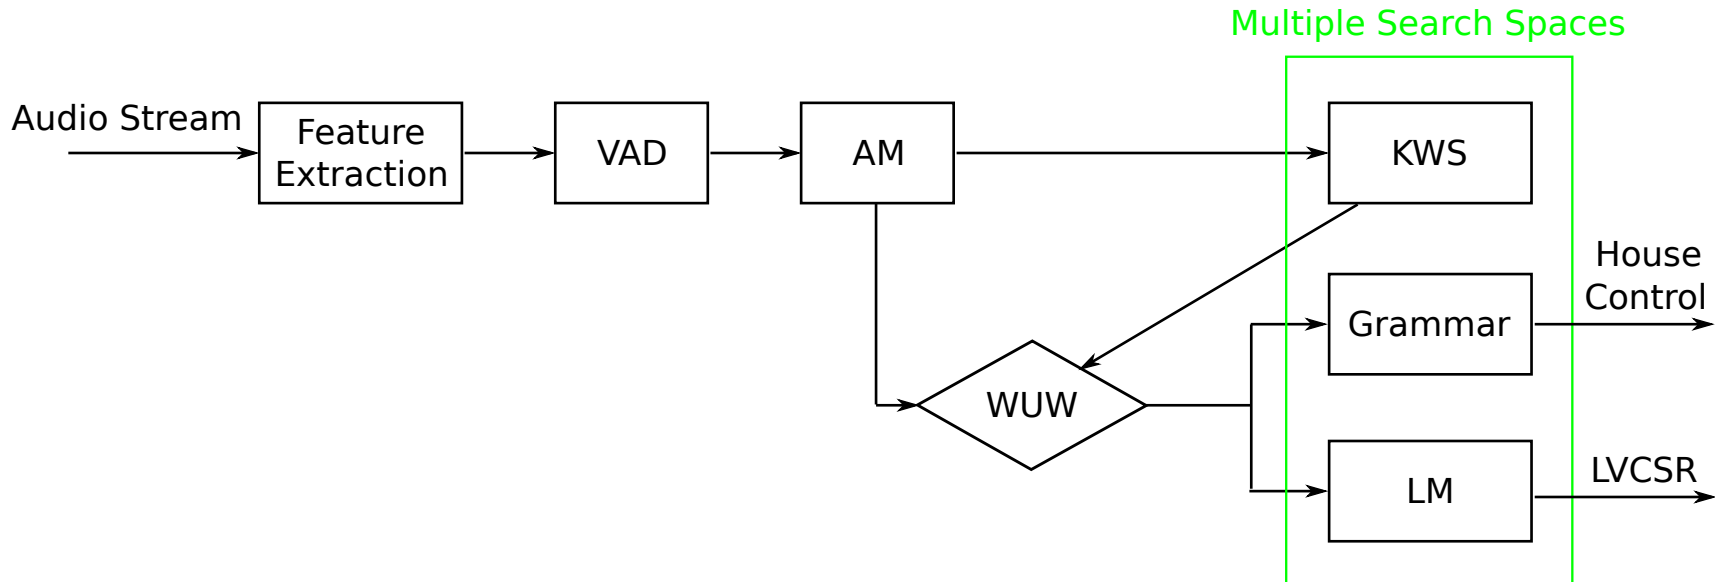 Multiple Search Spaces
Audio Stream
Feature
Extraction
VAD
AM
KWS
House
Control
Grammar
WUW
LVCSR
LM